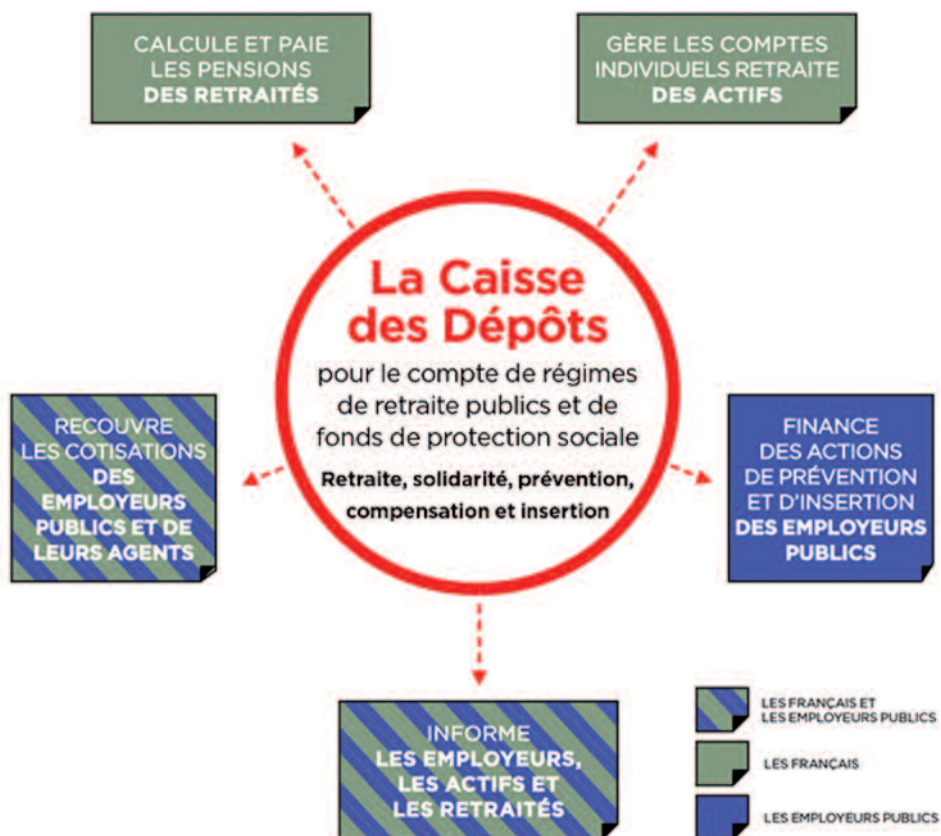 CALCULE ET PAIE
LES PENSIONS
DES RETRAITÉS
GÈRE LES COMPTES
INDIVIDUELS RETRAITE
DES ACTIFS
La Caisse
des Dépôts
pour le compte de régimes
de retraite publics et de
fonds de protection sociale
Retraite, solidarité, prévention,
compensation et insertion
RECOUVRE
LES COTISATIONS
DES
EMPLOYEURS
PUBLICS ET DE
LEURS AGENTS
FINANCE
DES ACTIONS
DE PRÉVENTION
ET D'INSERTION
DES EMPLOYEURS
PUBLICS
INFORME
LES EMPLOYEURS,
LES ACTIFS ET
LES RETRAITÉS
LES FRANÇAIS ET
LES EMPLOYEURS PUBLICS
LES FRANÇAIS
LES EMPLOYEURS PUBLICS